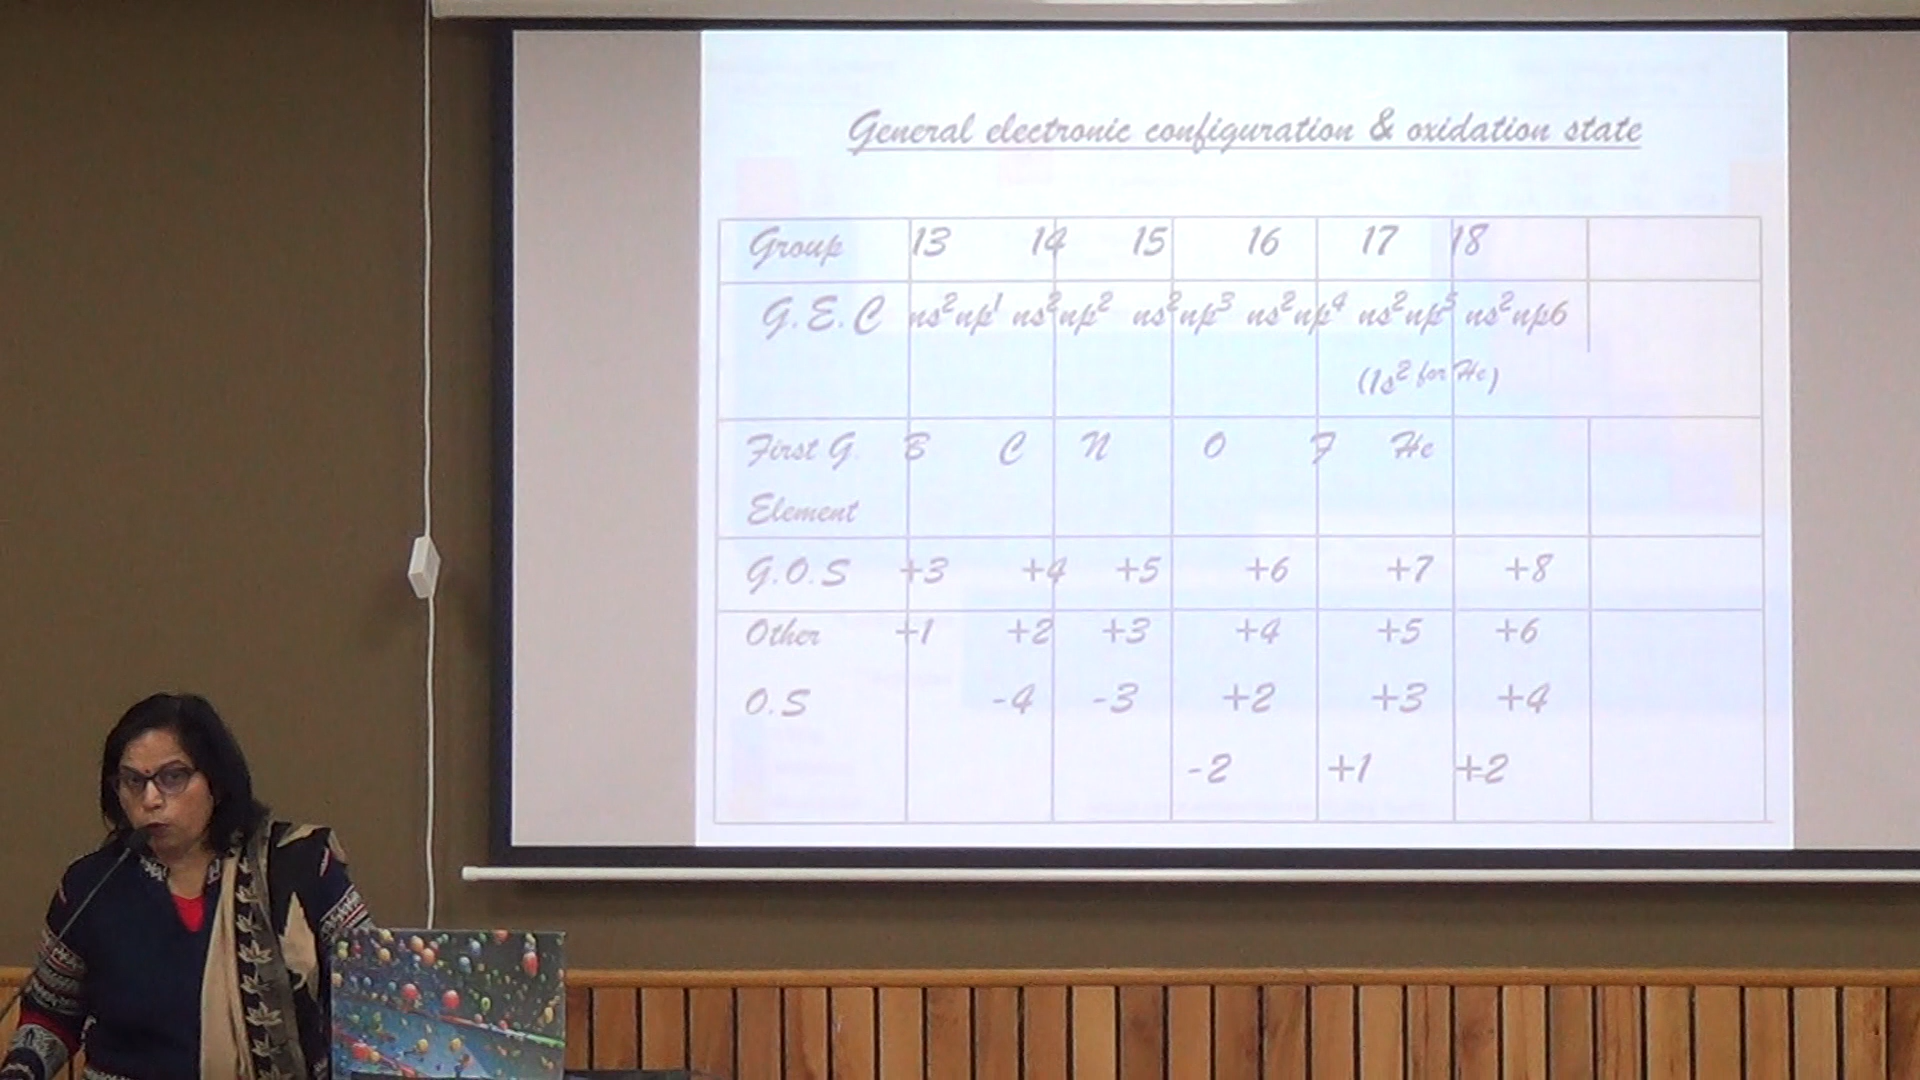 General electronic configuration & oxidation state
Group 13 14 15 16 17 18
G.E.C ns²np¹ ns²np² ns²np³ ns²np⁴ ns²np⁵ ns²np6
(1s² for He)
First G. B C N O F He
Element
G.O.S +3 +4 +5 +6 +7 +8
Other +1 +2 +3 +4 +5 +6
O.S -4 -3 +2 +3 +4
-2 +1 +2